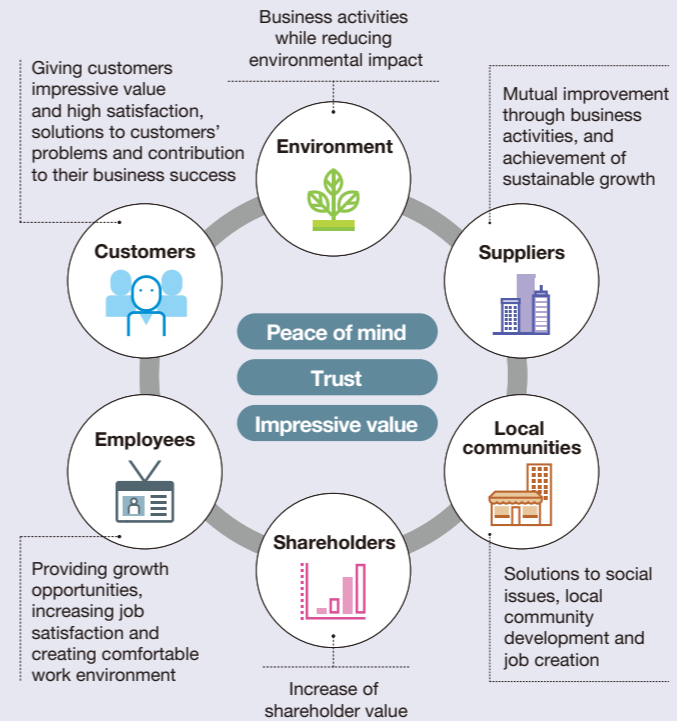 Business activities
while reducing
environmental impact
Giving customers
impressive value
and high satisfaction,
solutions to customers’
problems and contribution
to their business success
Mutual improvement
through business
activities, and
achievement of
sustainable growth
Environment
Customers
Suppliers
Peace of mind
Trust
Impressive value
Employees
Local
communities
Shareholders
Providing growth
opportunities,
increasing job
satisfaction and
creating comfortable
work environment
Solutions to social
issues, local
community
development and
job creation
Increase of
shareholder value